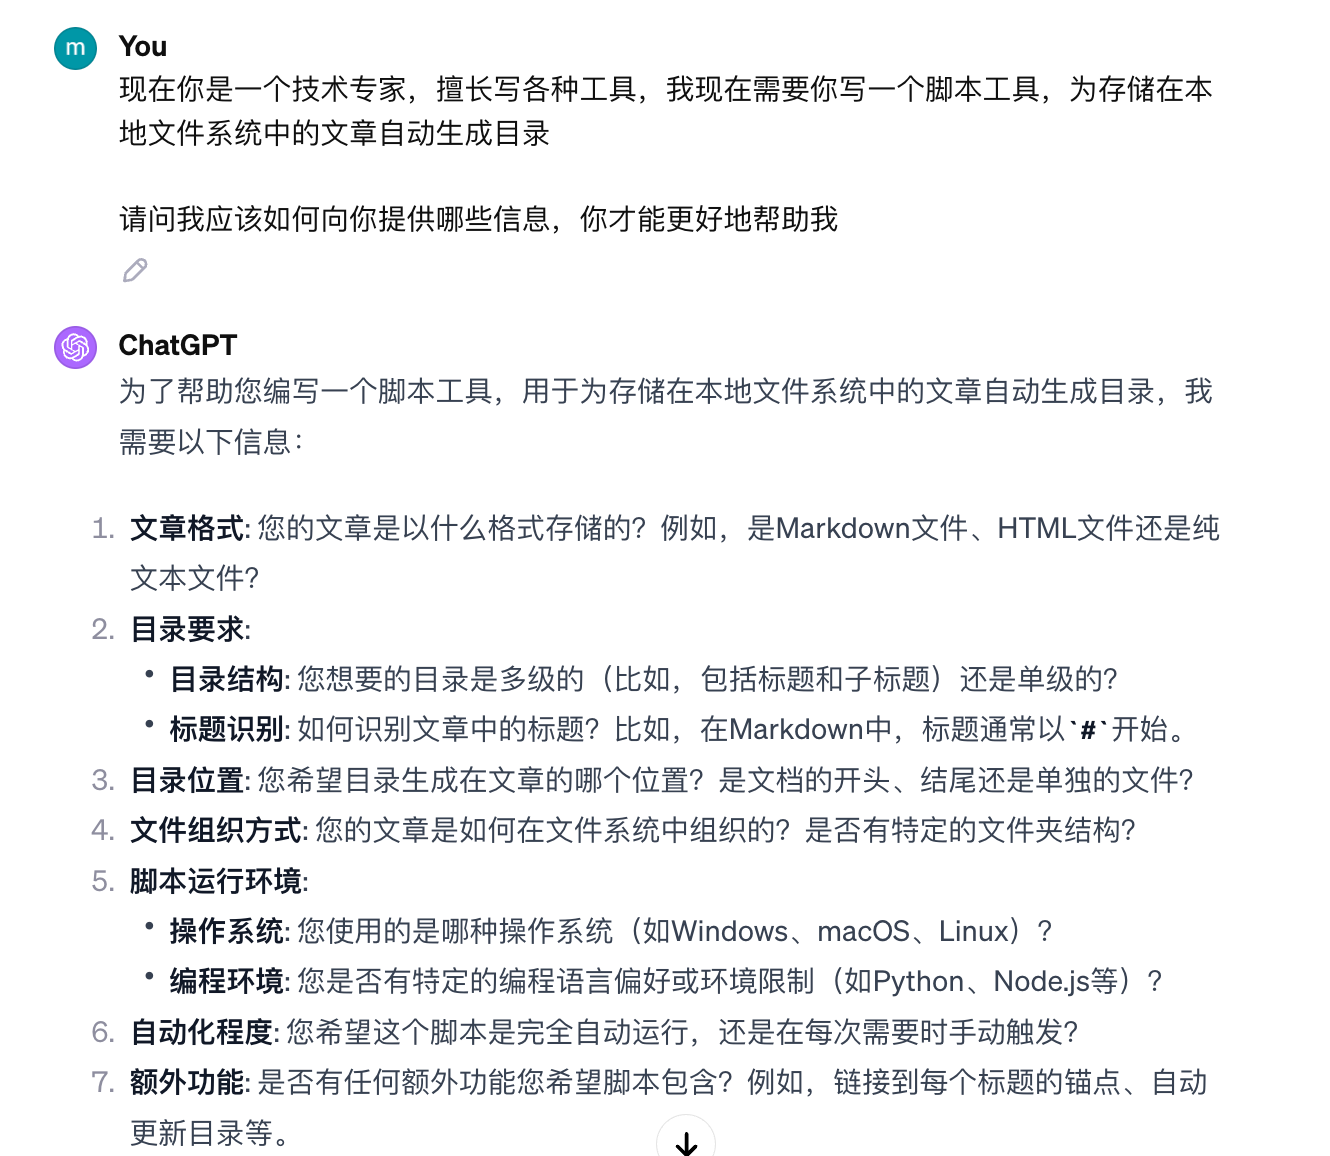 m
You
现在你是一个技术专家，擅长写各种工具，我现在需要你写一个脚本工具，为存储在本
地文件系统中的文章自动生成目录
请问我应该如何向你提供哪些信息，你才能更好地帮助我
ChatGPT
为了帮助您编写一个脚本工具，用于为存储在本地文件系统中的文章自动生成目录，我
需要以下信息：
1. 文章格式: 您的文章是以什么格式存储的？例如，是Markdown文件、HTML文件还是纯
文本文件？
2. 目录要求:
• 目录结构: 您想要的目录是多级的（比如，包括标题和子标题）还是单级的？
• 标题识别: 如何识别文章中的标题？比如，在Markdown中，标题通常以`#`开始。
3. 目录位置: 您希望目录生成在文章的哪个位置？是文档的开头、结尾还是单独的文件？
4. 文件组织方式: 您的文章是如何在文件系统中组织的？是否有特定的文件夹结构？
5. 脚本运行环境:
• 操作系统: 您使用的是哪种操作系统（如Windows、macOS、Linux）？
• 编程环境: 您是否有特定的编程语言偏好或环境限制（如Python、Node.js等）？
6. 自动化程度: 您希望这个脚本是完全自动运行，还是在每次需要时手动触发？
7. 额外功能: 是否有任何额外功能您希望脚本包含？例如，链接到每个标题的锚点、自动
更新目录等。